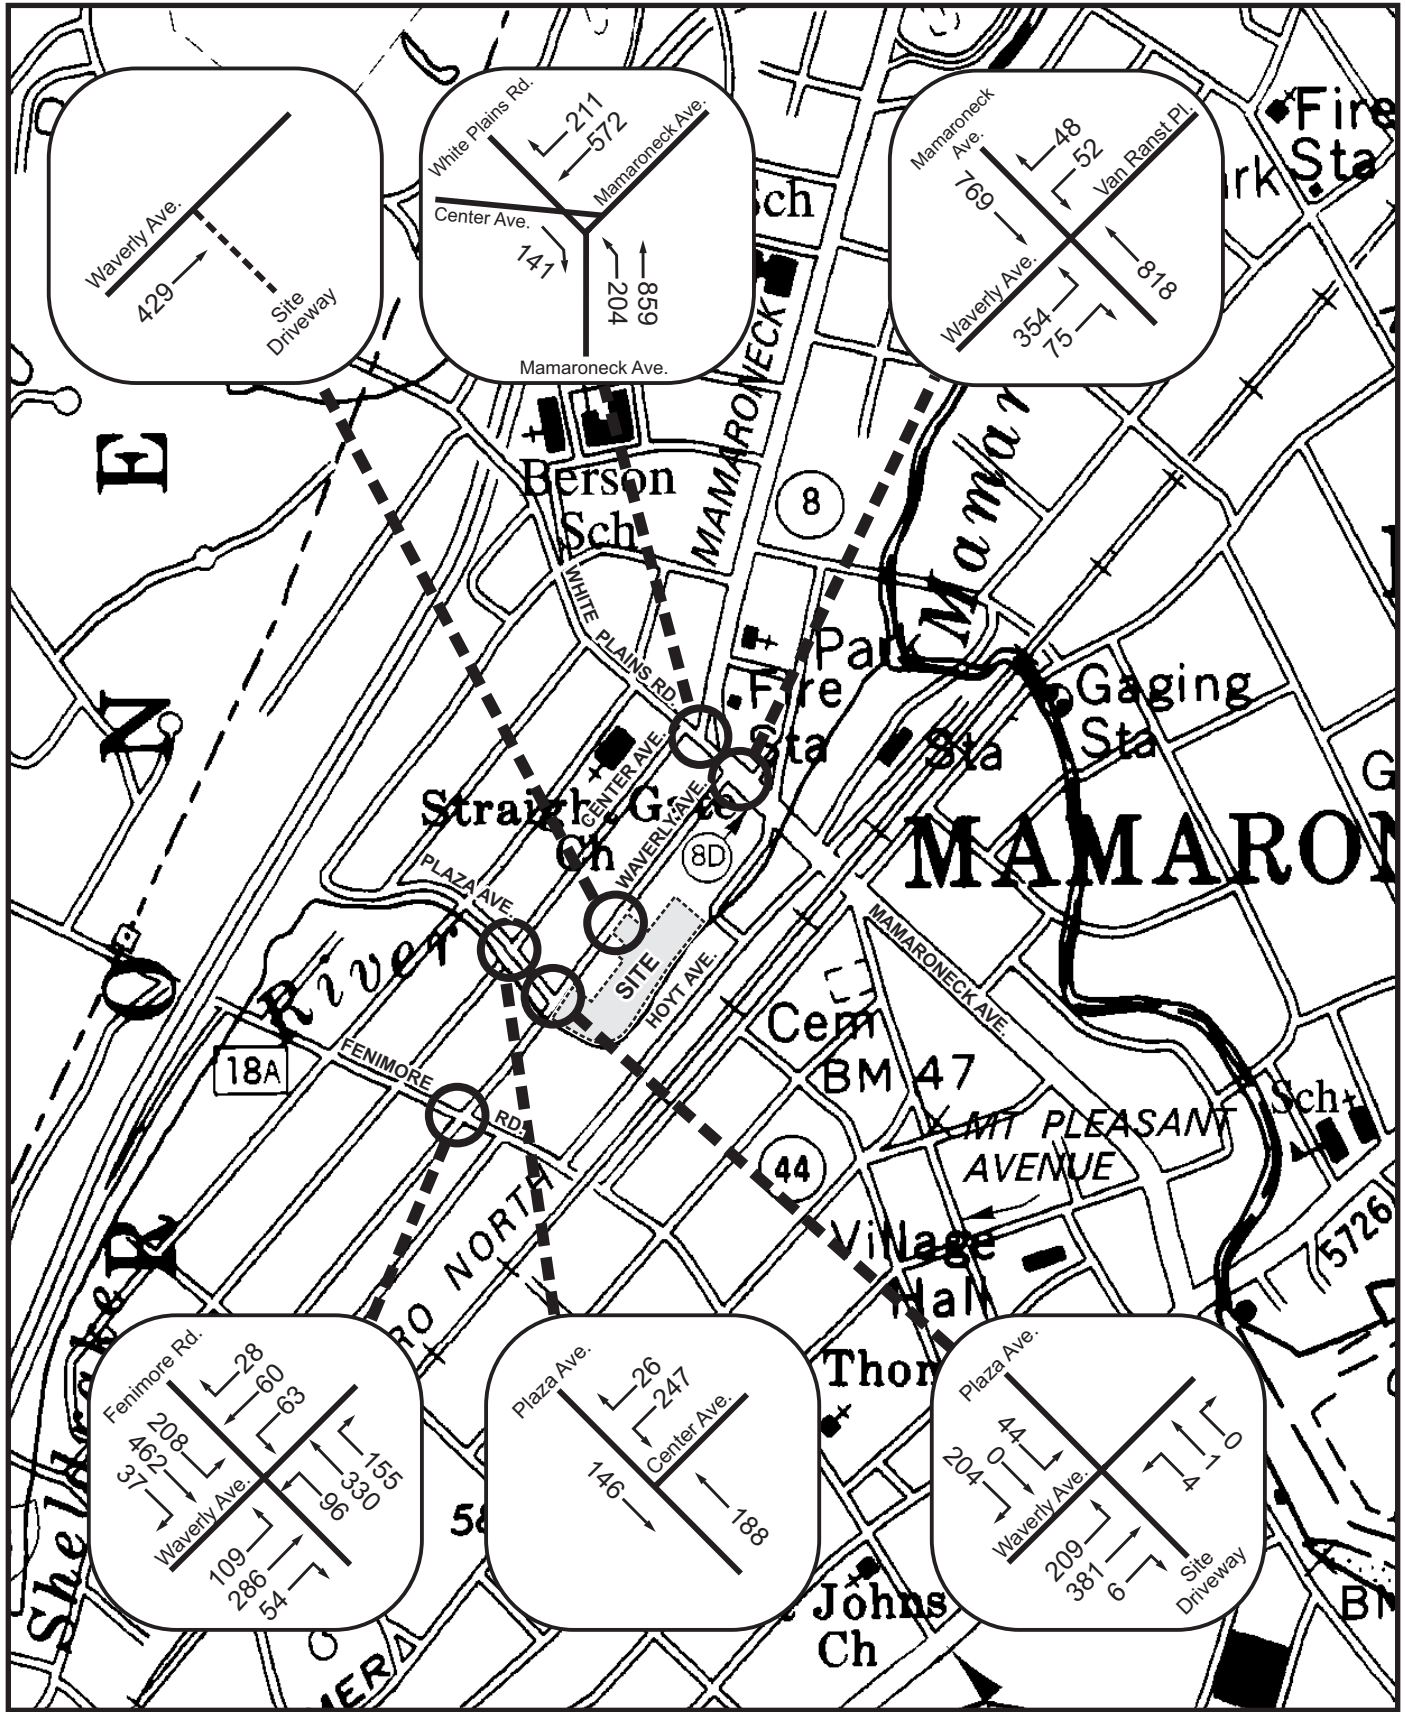 Waverly Ave.
429
Site
Driveway
White Plains Rd.
211
572
Mamaroneck Ave.
Center Ave.
141
204
859
Mamaroneck Ave.
Mamaroneck
Ave.
48
52
Van Ranst Pl.
769
Waverly Ave.
354
75
818
Fire
Sta
Sch
E
MAMARONECK
Berson
Sch
8
WHITE PLAINS RD.
Park
Fire
Sta
Gaging
Sta
Sta
N
CENTER AVE.
Straight Gate
Ch
WAVERLY AVE.
8D
PLAZA AVE.
MAMARON
MAMARONECK AVE.
O
River
SITE
HOYT AVE.
Cem
BM 47
18A
FENIMORE RD.
MT PLEASANT
AVENUE
Sch
44
R
NORTH
Village
Hall
5726
RO
Thom
Sheldrake
Fenimore Rd.
28
60
63
208
462
37
Waverly Ave.
109
286
54
96
330
155
Plaza Ave.
26
247
Center Ave.
146
188
Plaza Ave.
44
0
204
Waverly Ave.
209
381
6
4
1
0
Site
Driveway
Johns
Ch
BM
MER